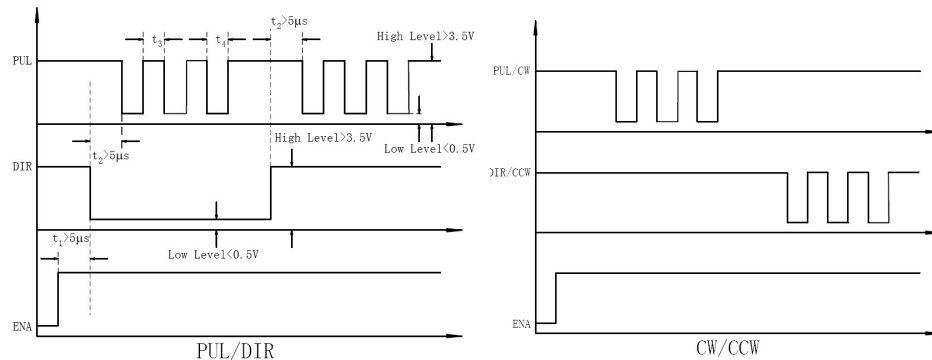 t2>5μs
t3
t4
High Level>3.5V
PUL
High Level>3.5V
Low Level<0.5V
t2>5μs
DIR
t1>5μs
Low Level<0.5V
ENA
PUL/DIR
PUL/CW
DIR/CCW
ENA
CW/CCW